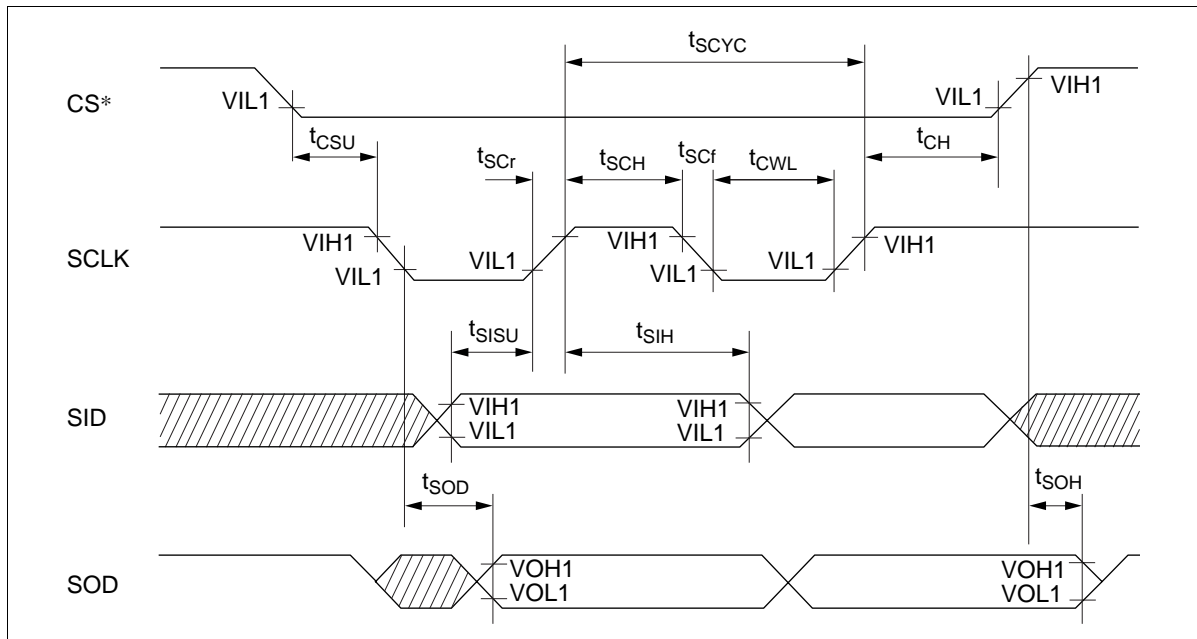 tSCYC
CS*
VIL1
VIL1
VIH1
tCSU
tSCr
tSCH
tSCf
tCWL
tCH
SCLK
VIH1
VIL1
VIL1
VIH1
VIL1
VIL1
VIH1
tSISU
tSIH
SID
VIH1
VIL1
VIH1
VIL1
tSOD
tSOH
SOD
VOH1
VOL1
VOH1
VOL1